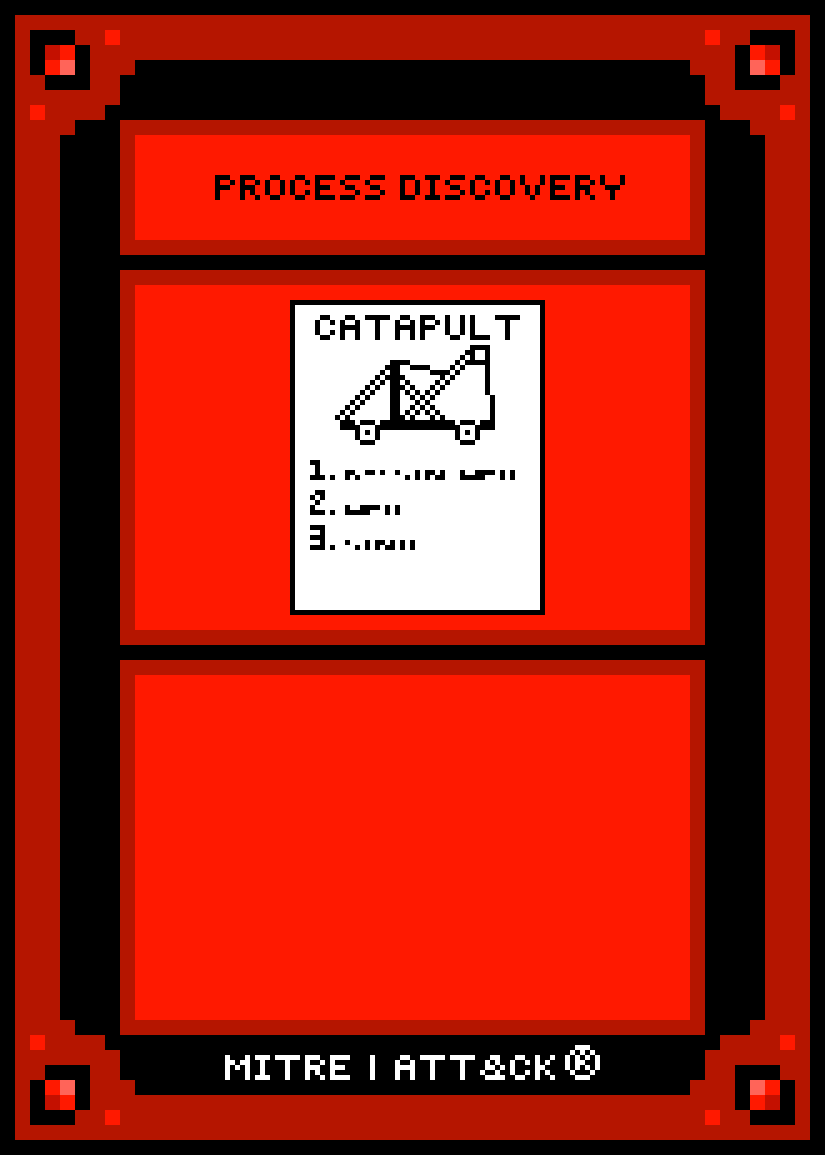 PROCESS DISCOVERY
CATAPULT
1.
2.
3.
MITRE | ATT&CK®